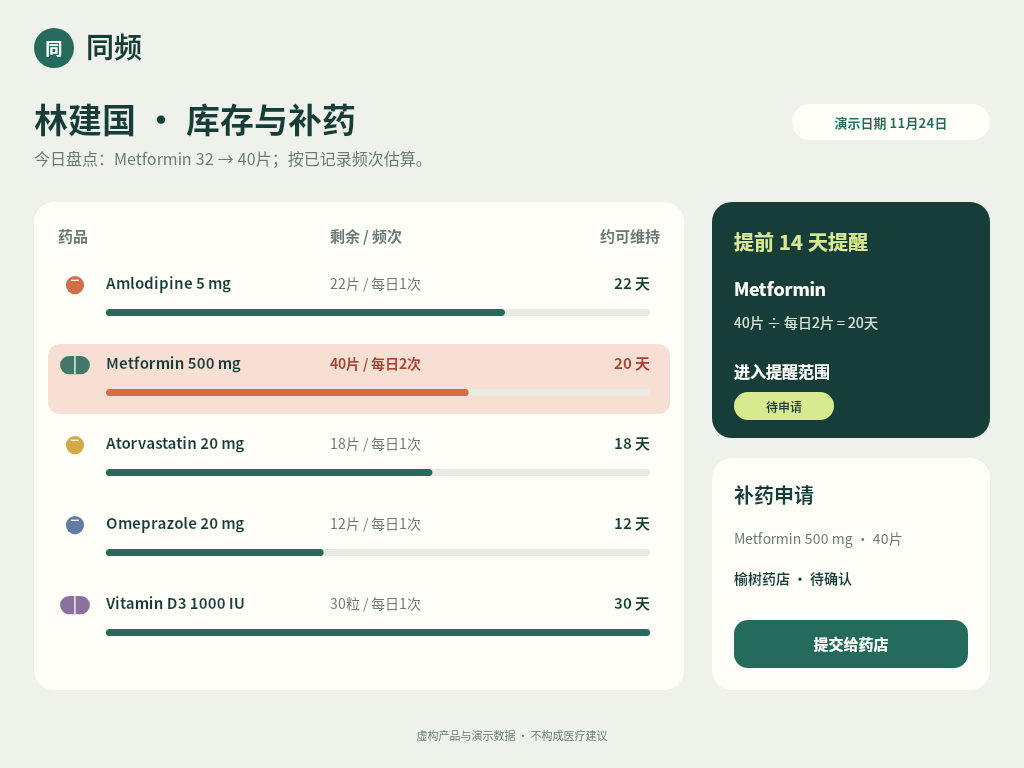 同 同频
林建国 · 库存与补药
演示日期 11月24日
今日盘点：Metformin 32 → 40片；按已记录频次估算。
药品 剩余 / 频次 约可维持
Amlodipine 5 mg 22片 / 每日1次 22 天
Metformin 500 mg 40片 / 每日2次 20 天
Atorvastatin 20 mg 18片 / 每日1次 18 天
Omeprazole 20 mg 12片 / 每日1次 12 天
Vitamin D3 1000 IU 30粒 / 每日1次 30 天
提前 14 天提醒
Metformin
40片 ÷ 每日2片 = 20天
进入提醒范围
待申请
补药申请
Metformin 500 mg · 40片
榆树药店 · 待确认
提交给药店
虚构产品与演示数据 · 不构成医疗建议